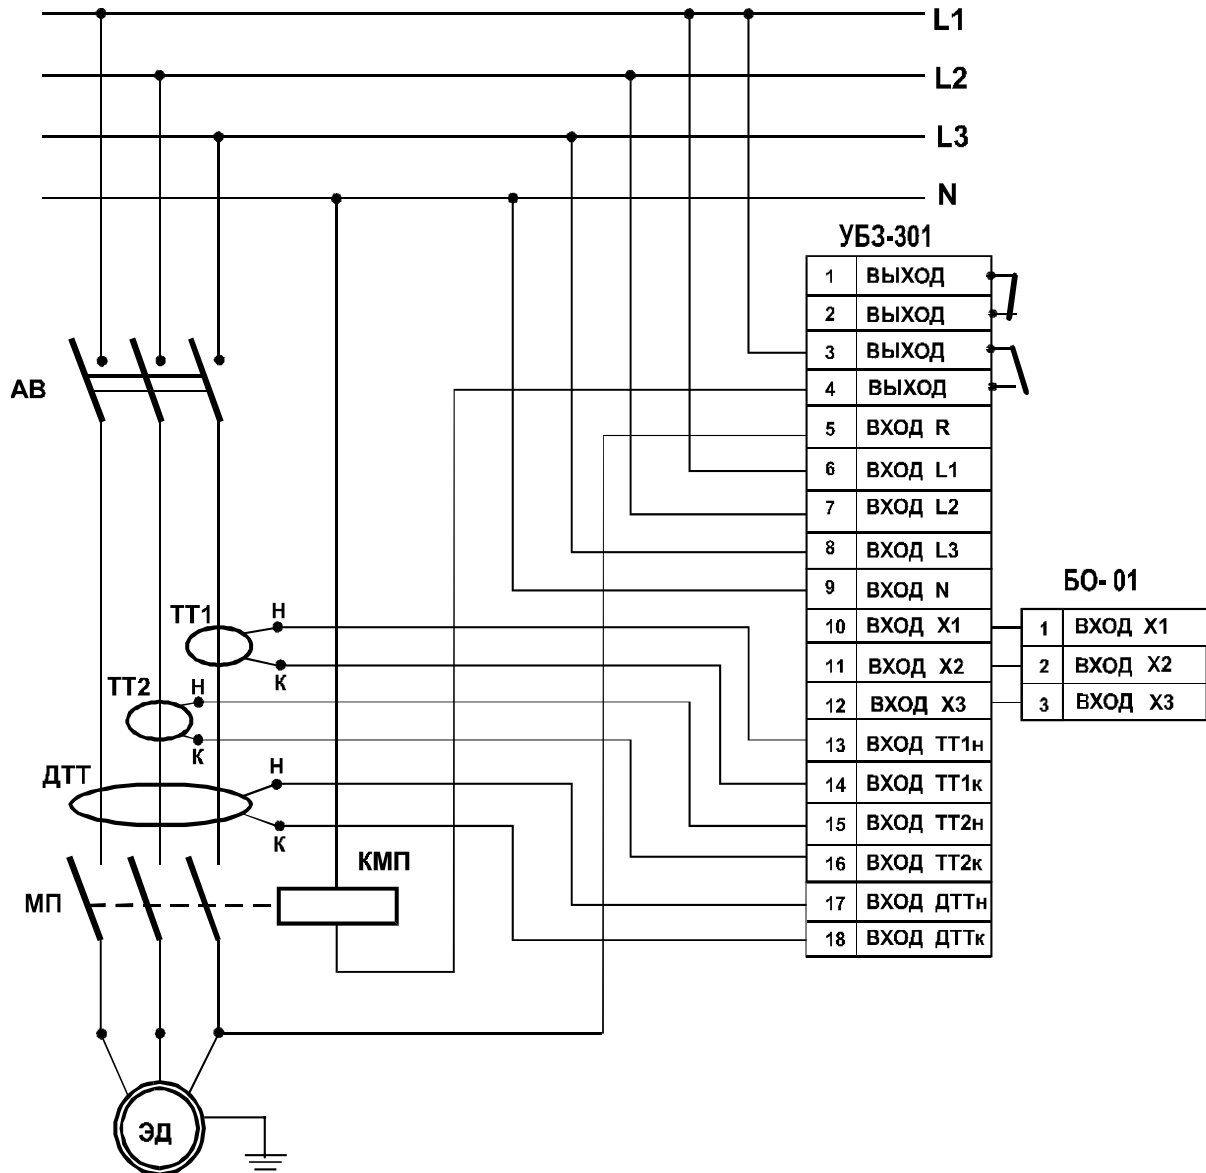 L1
L2
L3
N
УБЗ-301
1 ВЫХОД
2 ВЫХОД
3 ВЫХОД
4 ВЫХОД
5 ВХОД R
6 ВХОД L1
7 ВХОД L2
8 ВХОД L3
9 ВХОД N
10 ВХОД X1
11 ВХОД X2
12 ВХОД X3
13 ВХОД ТТ1н
14 ВХОД ТТ1к
15 ВХОД ТТ2н
16 ВХОД ТТ2к
17 ВХОД ДТТн
18 ВХОД ДТТк
БО- 01
1 ВХОД X1
2 ВХОД X2
3 ВХОД X3
АВ
ТТ1
Н
К
ТТ2
Н
К
ДТТ
Н
К
КМП
МП
ЭД